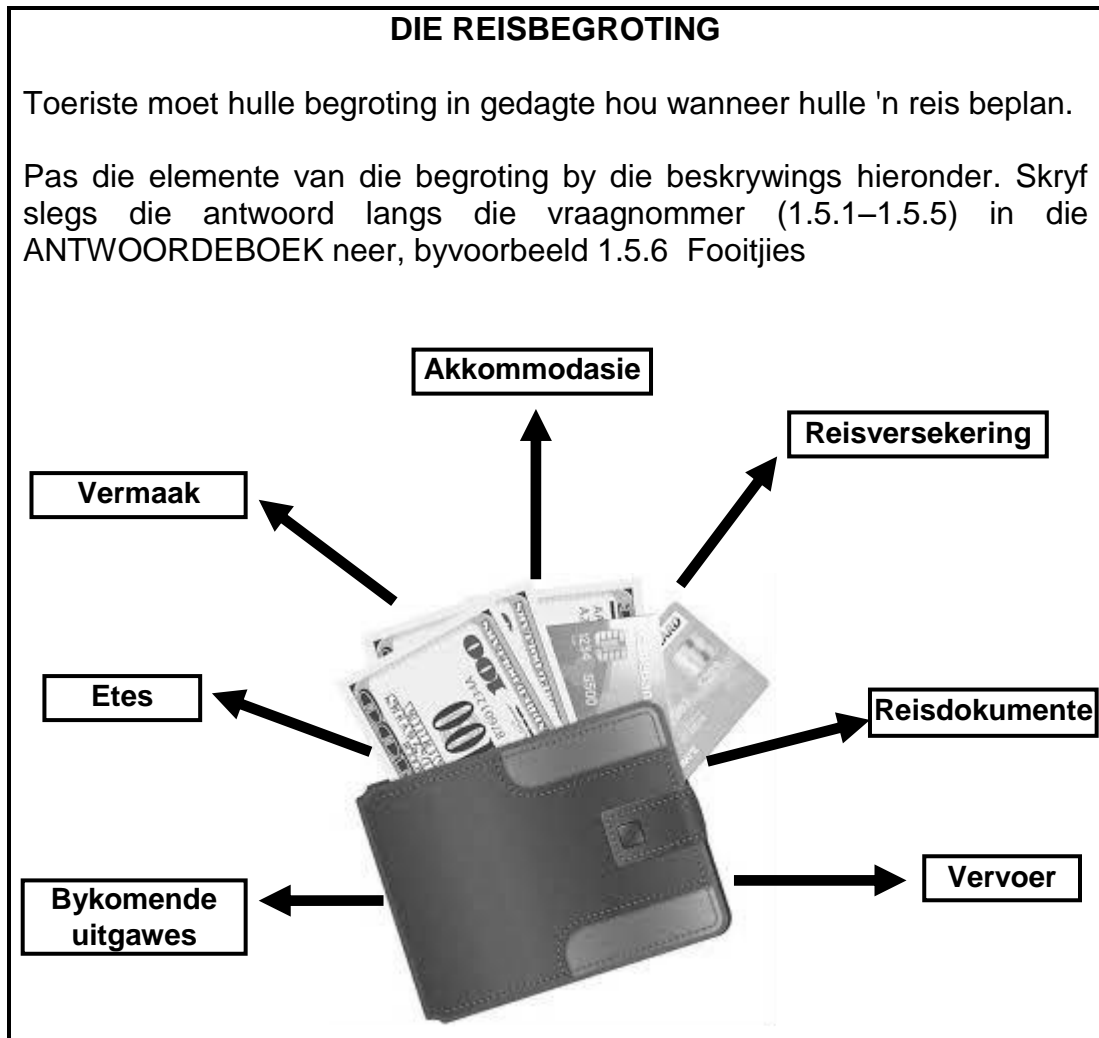 DIE REISBEGROTING
Toeriste moet hulle begroting in gedagte hou wanneer hulle 'n reis beplan.
Pas die elemente van die begroting by die beskrywings hieronder. Skryf
slegs die antwoord langs die vraagnommer (1.5.1–1.5.5) in die
ANTWOORDEBOEK neer, byvoorbeeld 1.5.6 Fooitjies
Akkommodasie
Reisversekering
Vermaak
Etes
Reisdokumente
Bykomende
uitgawes
Vervoer
100